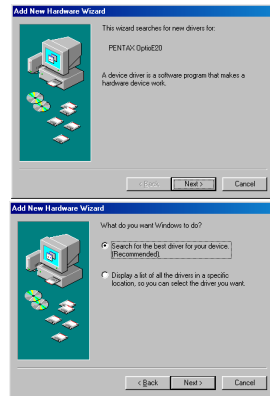 Add New Hardware Wizard
This wizard searches for new drivers for:
PENTAX OptioE20
A device driver is a software program that makes a
hardware device work.
< Back
Next >
Cancel
Add New Hardware Wizard
What do you want Windows to do?
Search for the best driver for your device.
(Recommended).
Display a list of all the drivers in a specific
location, so you can select the driver you want.
< Back
Next >
Cancel